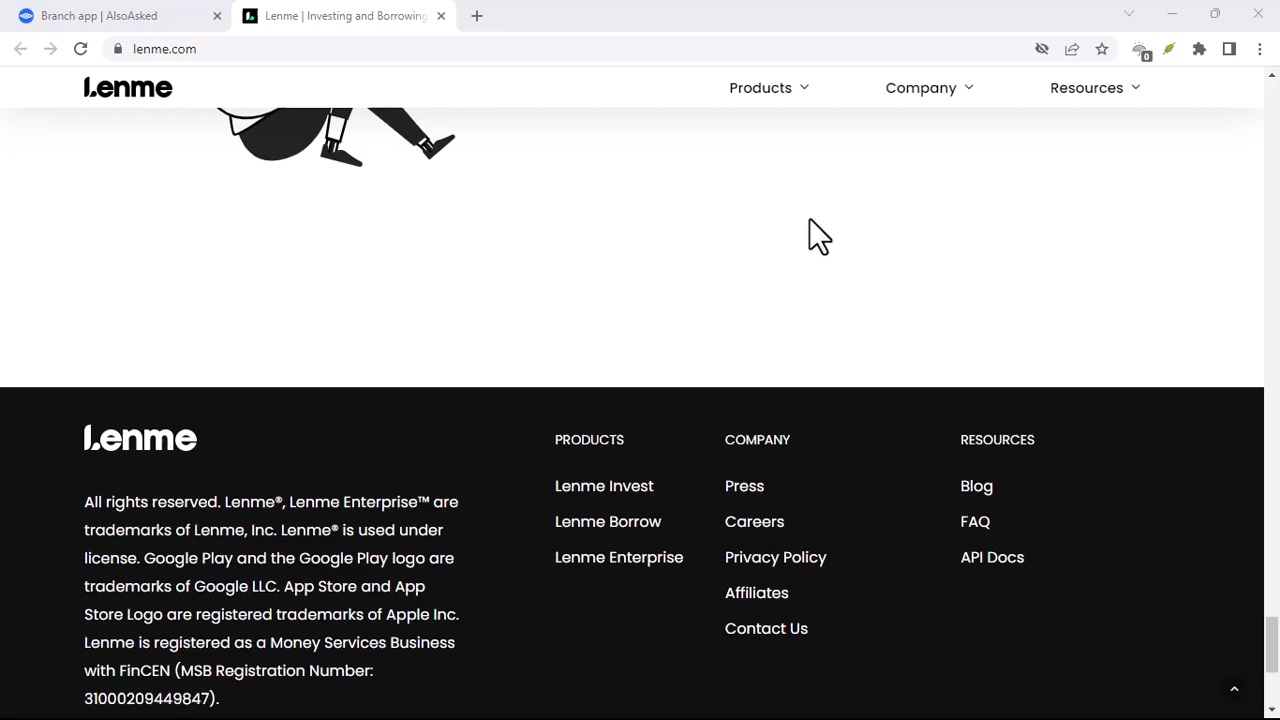 Branch app | AlsoAsked
Lenme | Investing and Borrowing
lenme.com
0
Lenme
Products
Company
Resources
Lenme
All rights reserved. Lenme®, Lenme Enterprise™ are
trademarks of Lenme, Inc. Lenme® is used under
license. Google Play and the Google Play logo are
trademarks of Google LLC. App Store and App
Store Logo are registered trademarks of Apple Inc.
Lenme is registered as a Money Services Business
with FinCEN (MSB Registration Number:
31000209449847).
PRODUCTS
Lenme Invest
Lenme Borrow
Lenme Enterprise
COMPANY
Press
Careers
Privacy Policy
Affiliates
Contact Us
RESOURCES
Blog
FAQ
API Docs